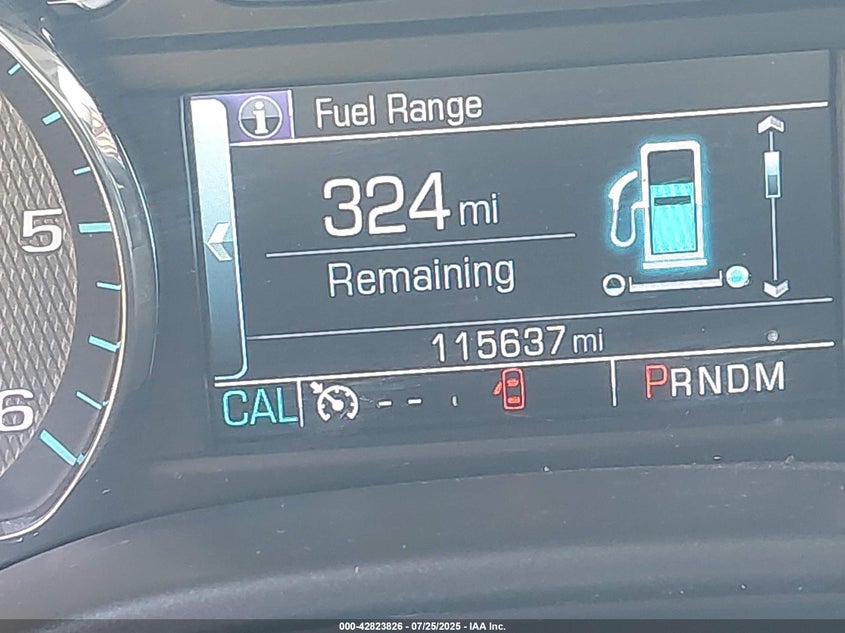 Fuel Range
5
324 mi
Remaining
115637 mi
6
CAL
PRNDM
000-42823826 - 07/25/2025 - IAA Inc.